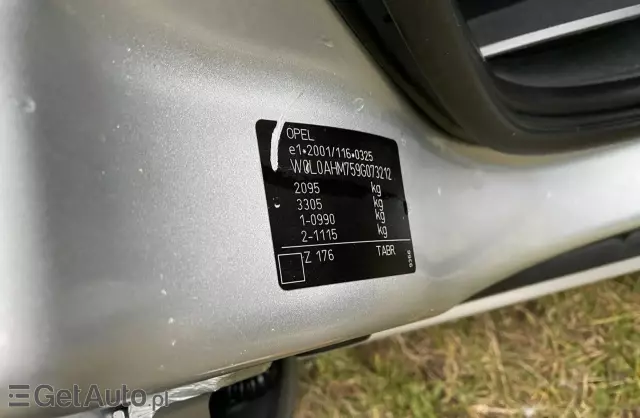 OPEL
e1*2001/116*0325
W0L0AHM759G073212
2095 kg
3305 kg
1-0990 kg
2-1115 kg
Z 176 TABR
GetAuto.pl